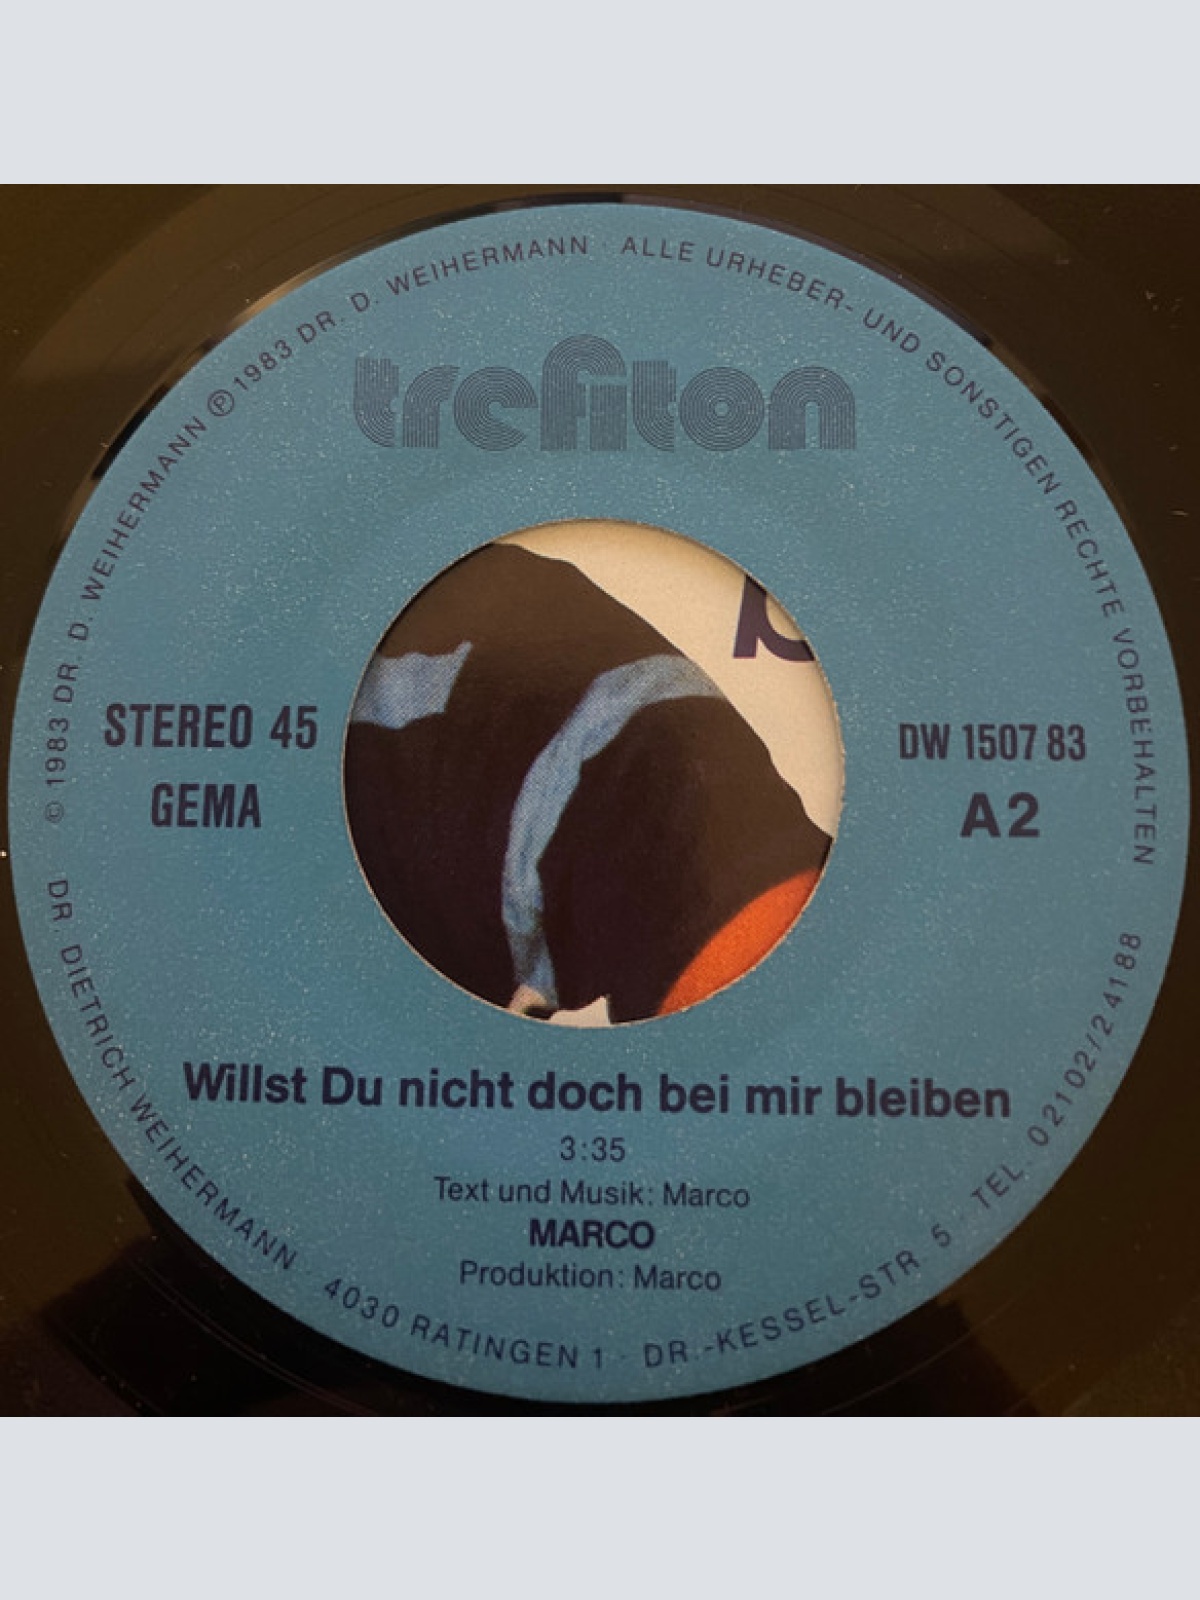 © 1983 DR. D. WEIHERMANN ℗ 1983 DR. D. WEIHERMANN · ALLE URHEBER- UND SONSTIGEN RECHTE VORBEHALTEN
trefiton
STEREO 45
GEMA
DW 1507 83
A2
Willst Du nicht doch bei mir bleiben
3:35
Text und Musik: Marco
MARCO
Produktion: Marco
DR. DIETRICH WEIHERMANN · 4030 RATINGEN 1 · DR.-KESSEL-STR. 5 · TEL. 02102/24188